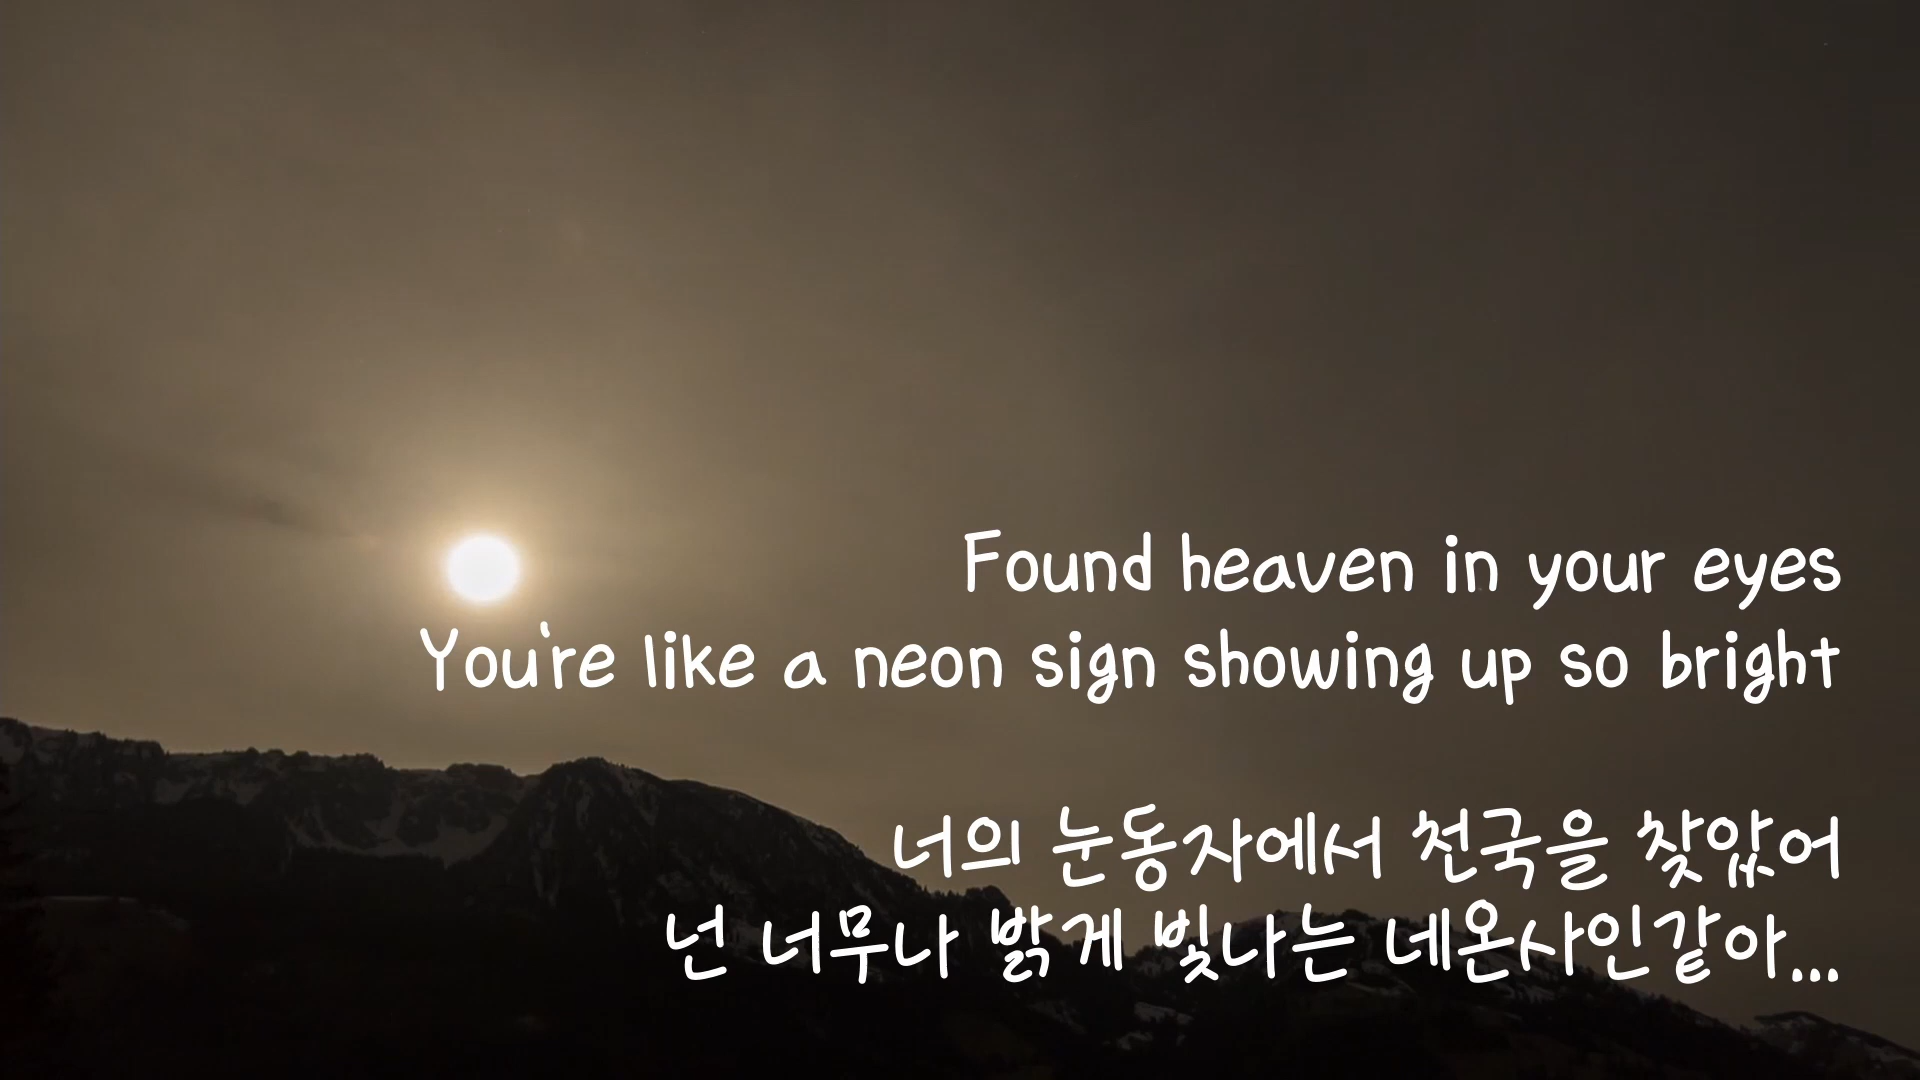 Found heaven in your eyes
You're like a neon sign showing up so bright
너의 눈동자에서 천국을 찾았어
넌 너무나 밝게 빛나는 네온사인같아...